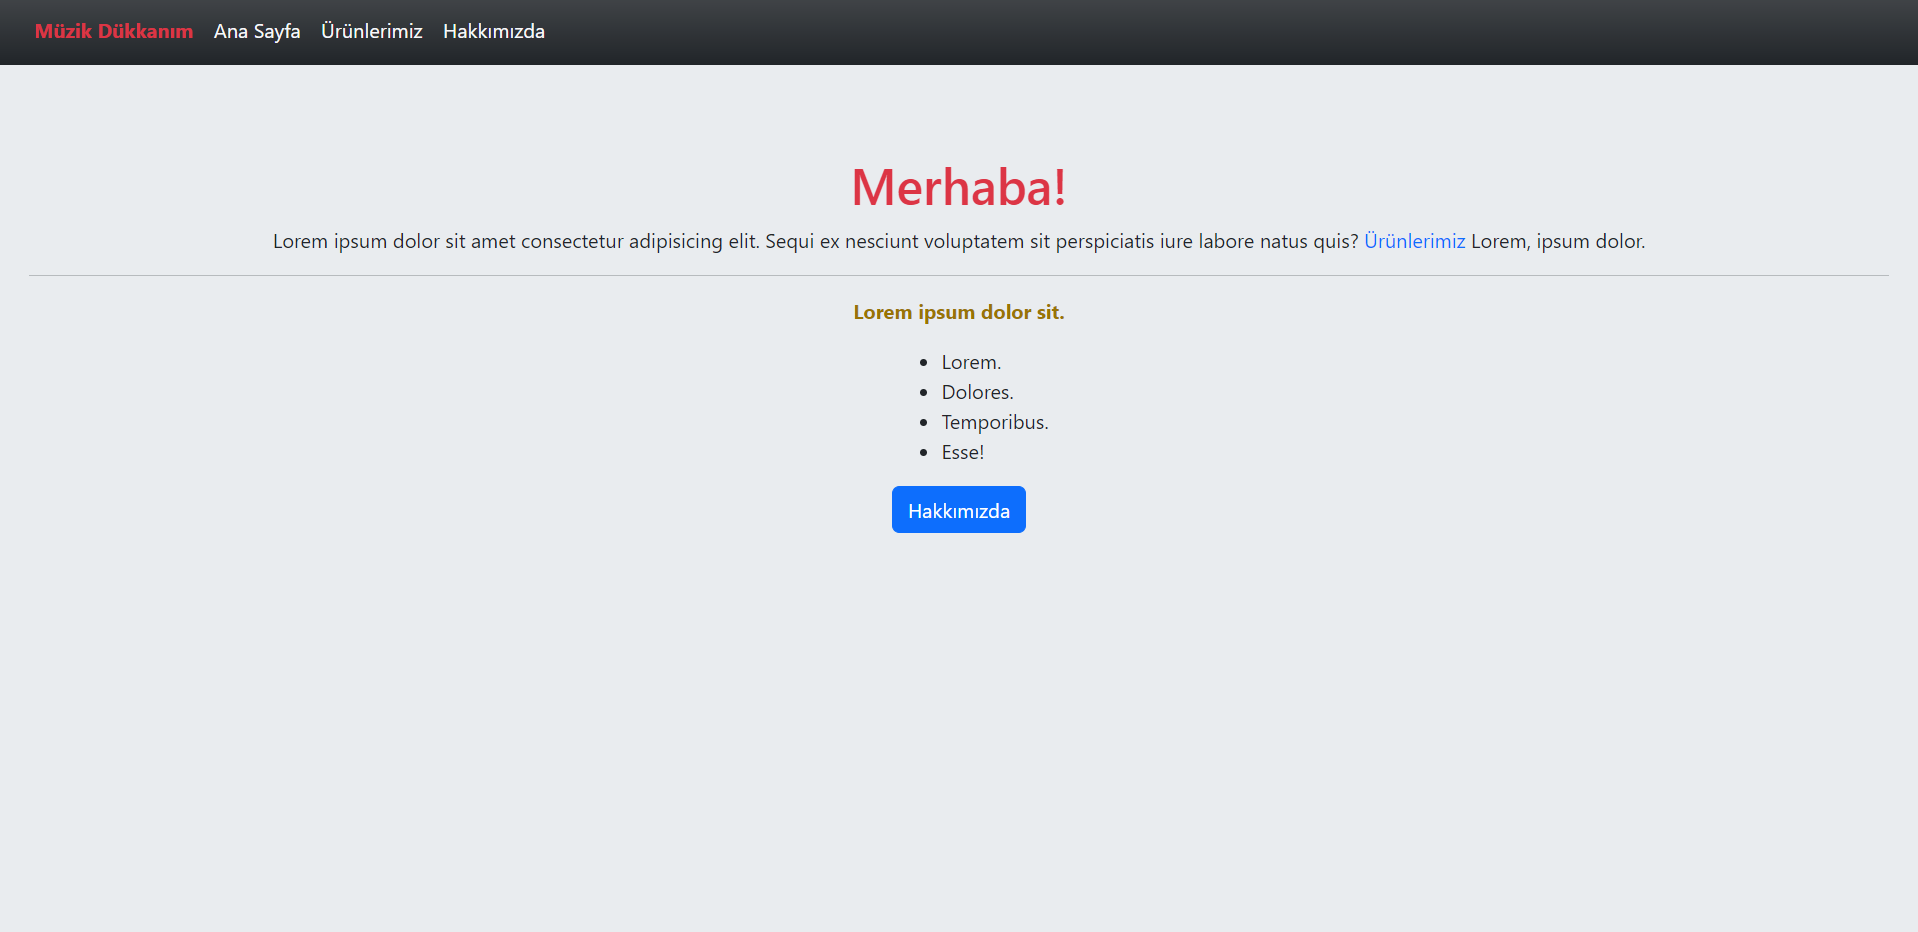 Müzik Dükkanım Ana Sayfa Ürünlerimiz Hakkımızda
Merhaba!
Lorem ipsum dolor sit amet consectetur adipisicing elit. Sequi ex nesciunt voluptatem sit perspiciatis iure labore natus quis? Ürünlerimiz Lorem, ipsum dolor.
Lorem ipsum dolor sit.
• Lorem.
• Dolores.
• Temporibus.
• Esse!
Hakkımızda